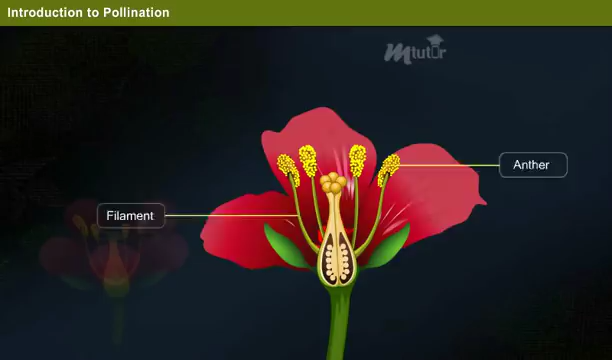 Introduction to Pollination
Mtutor
Anther
Filament